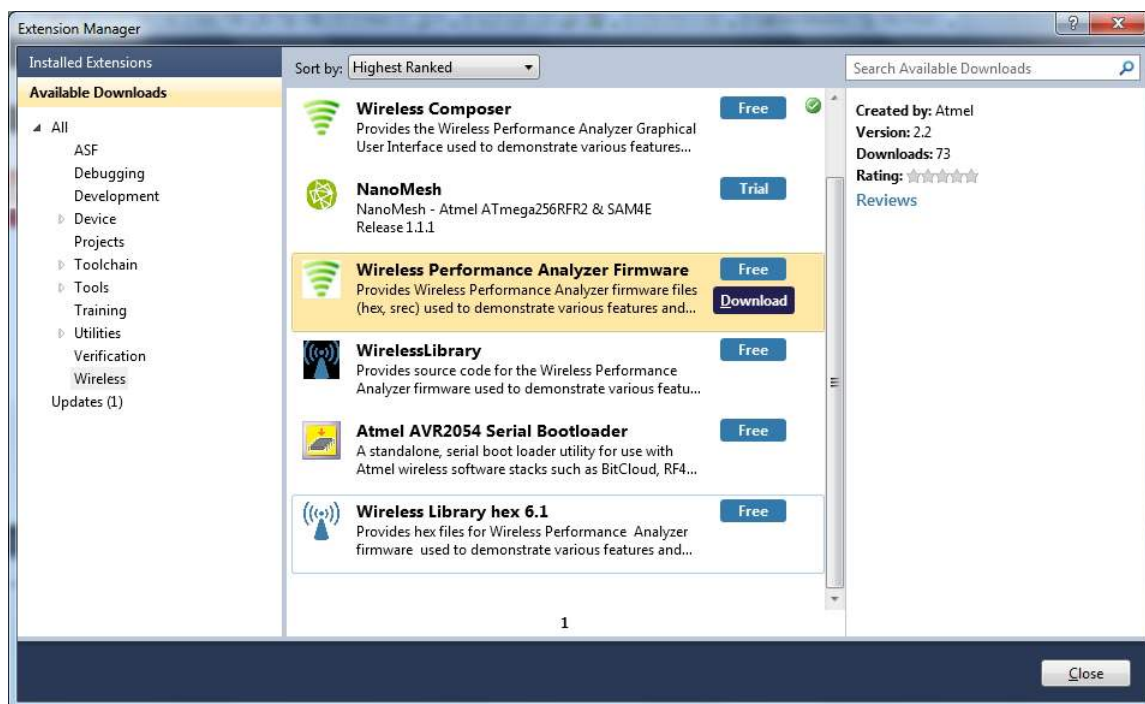 Extension Manager
Installed Extensions
Available Downloads
All
ASF
Debugging
Development
Device
Projects
Toolchain
Tools
Training
Utilities
Verification
Wireless
Updates (1)
Sort by: Highest Ranked
Wireless Composer
Free
Provides the Wireless Performance Analyzer Graphical
User Interface used to demonstrate various features...
NanoMesh
Trial
NanoMesh - Atmel ATmega256RFR2 & SAM4E
Release 1.1.1
Wireless Performance Analyzer Firmware
Free
Provides Wireless Performance Analyzer firmware files
(hex, srec) used to demonstrate various features and...
Download
WirelessLibrary
Free
Provides source code for the Wireless Performance
Analyzer firmware used to demonstrate various featu...
Atmel AVR2054 Serial Bootloader
Free
A standalone, serial boot loader utility for use with
Atmel wireless software stacks such as BitCloud, RF4...
Wireless Library hex 6.1
Free
Provides hex files for Wireless Performance Analyzer
firmware used to demonstrate various features and...
1
Search Available Downloads
Created by: Atmel
Version: 2.2
Downloads: 73
Rating:
Reviews
Close